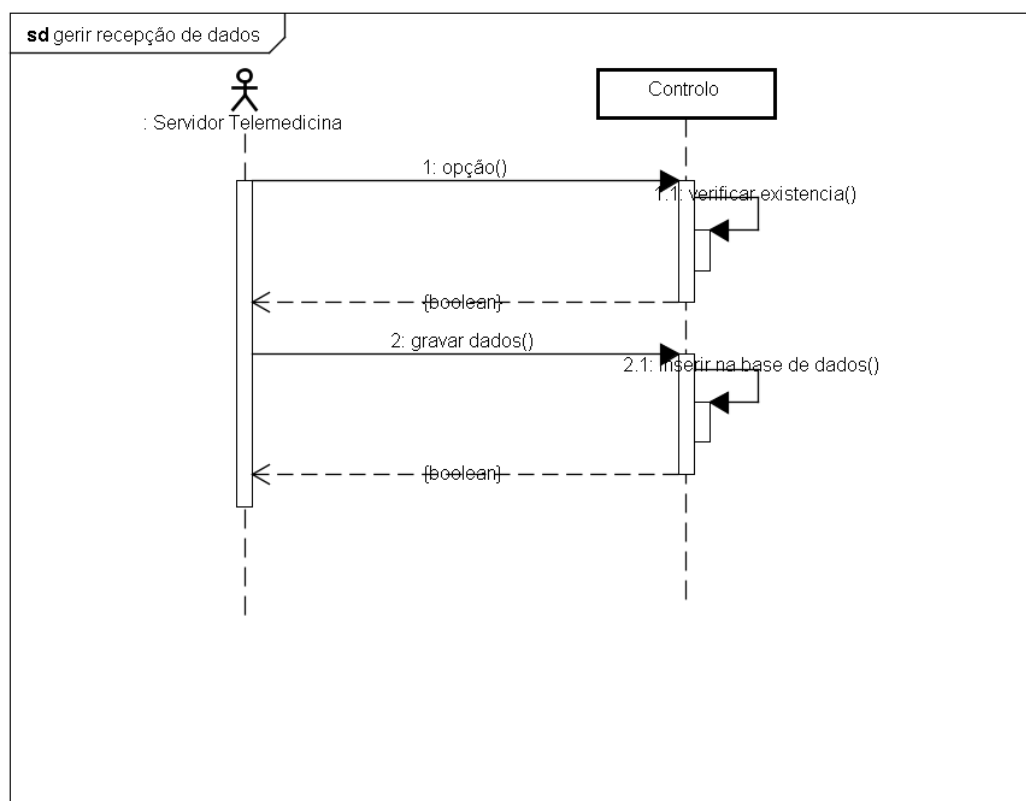 sd gerir recepção de dados
: Servidor Telemedicina
Controlo
1: opção()
1.1: verificar existencia()
{boolean}
2: gravar dados()
2.1: inserir na base de dados()
{boolean}